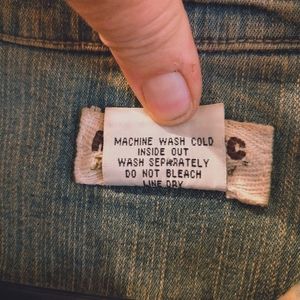 MACHINE WASH COLD
INSIDE OUT
WASH SEPARATELY
DO NOT BLEACH
LINE DRY
C